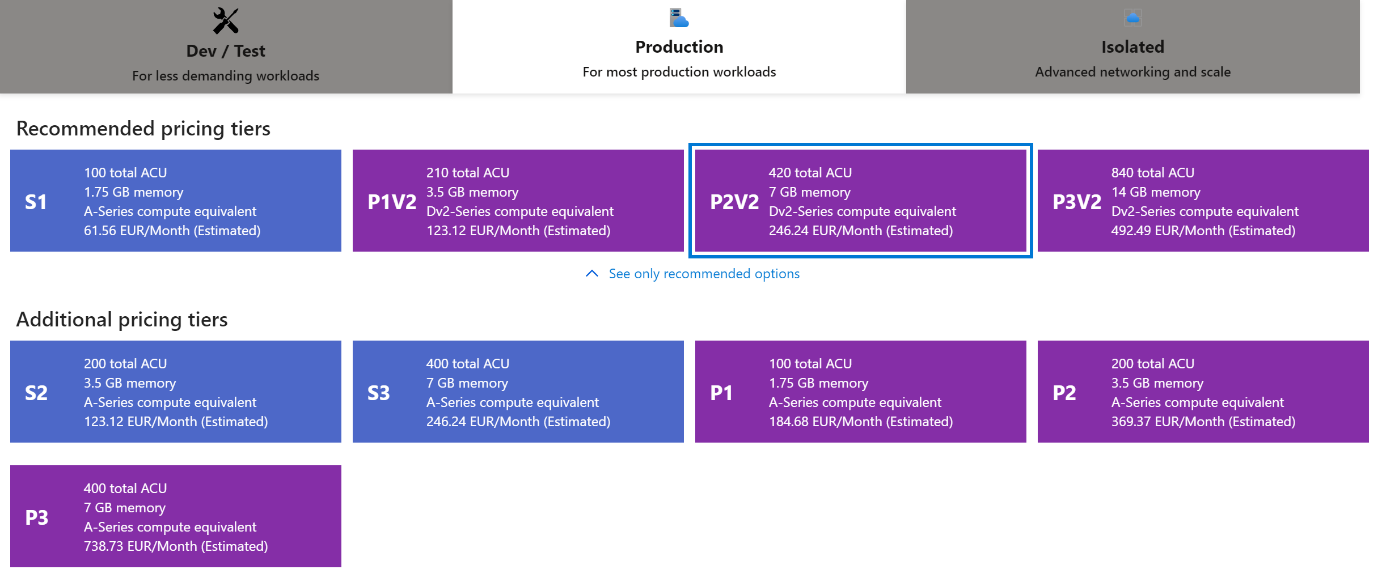 Dev / Test
For less demanding workloads
Production
For most production workloads
Isolated
Advanced networking and scale
Recommended pricing tiers
S1
100 total ACU
1.75 GB memory
A-Series compute equivalent
61.56 EUR/Month (Estimated)
P1V2
210 total ACU
3.5 GB memory
Dv2-Series compute equivalent
123.12 EUR/Month (Estimated)
P2V2
420 total ACU
7 GB memory
Dv2-Series compute equivalent
246.24 EUR/Month (Estimated)
P3V2
840 total ACU
14 GB memory
Dv2-Series compute equivalent
492.49 EUR/Month (Estimated)
See only recommended options
Additional pricing tiers
S2
200 total ACU
3.5 GB memory
A-Series compute equivalent
123.12 EUR/Month (Estimated)
S3
400 total ACU
7 GB memory
A-Series compute equivalent
246.24 EUR/Month (Estimated)
P1
100 total ACU
1.75 GB memory
A-Series compute equivalent
184.68 EUR/Month (Estimated)
P2
200 total ACU
3.5 GB memory
A-Series compute equivalent
369.37 EUR/Month (Estimated)
P3
400 total ACU
7 GB memory
A-Series compute equivalent
738.73 EUR/Month (Estimated)